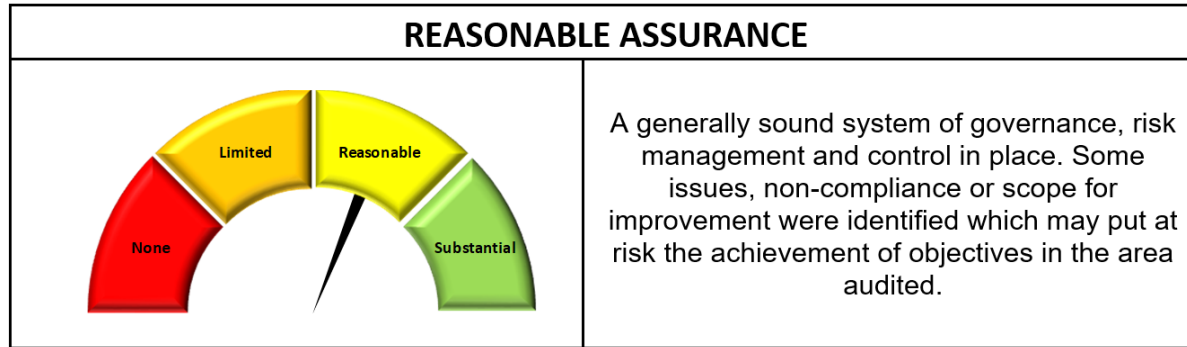 REASONABLE ASSURANCE
Limited
Reasonable
None
Substantial
A generally sound system of governance, risk
management and control in place. Some
issues, non-compliance or scope for
improvement were identified which may put at
risk the achievement of objectives in the area
audited.